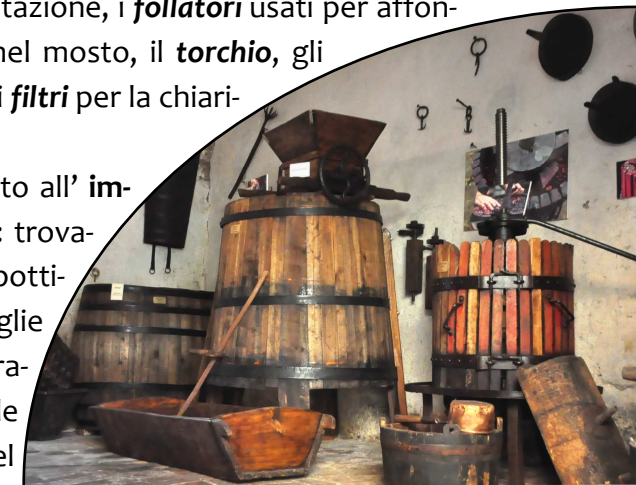 tazione, i follatori usati per affon-
nel mosto, il torchio, gli
i filtri per la chiari-
to all' im-
: trova-
botti-
glie
ra-
le
el